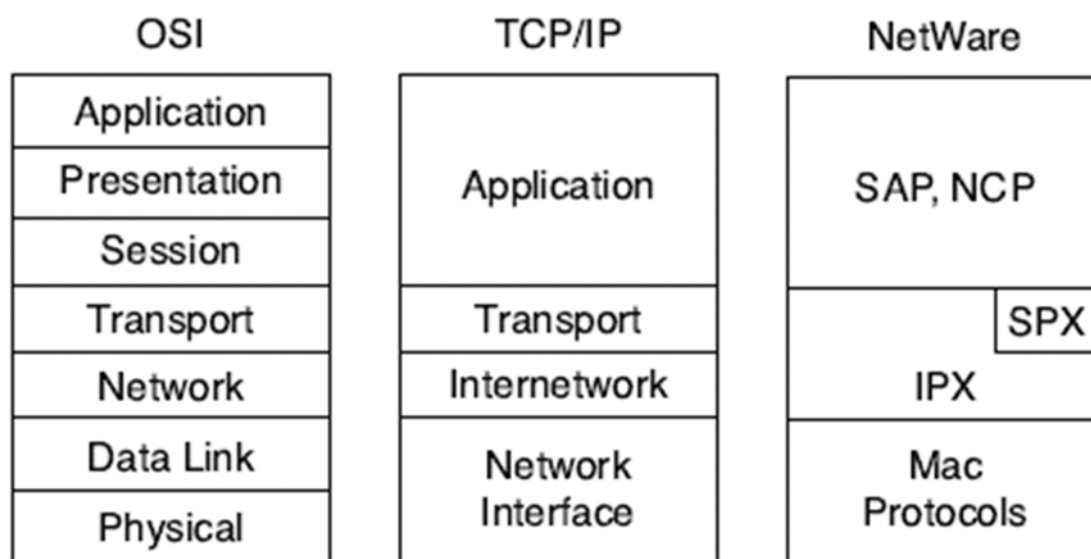 OSI
TCP/IP
NetWare
Application
Presentation
Session
Transport
Network
Data Link
Physical
Application
Transport
Internetwork
Network
Interface
SAP, NCP
SPX
IPX
Mac
Protocols